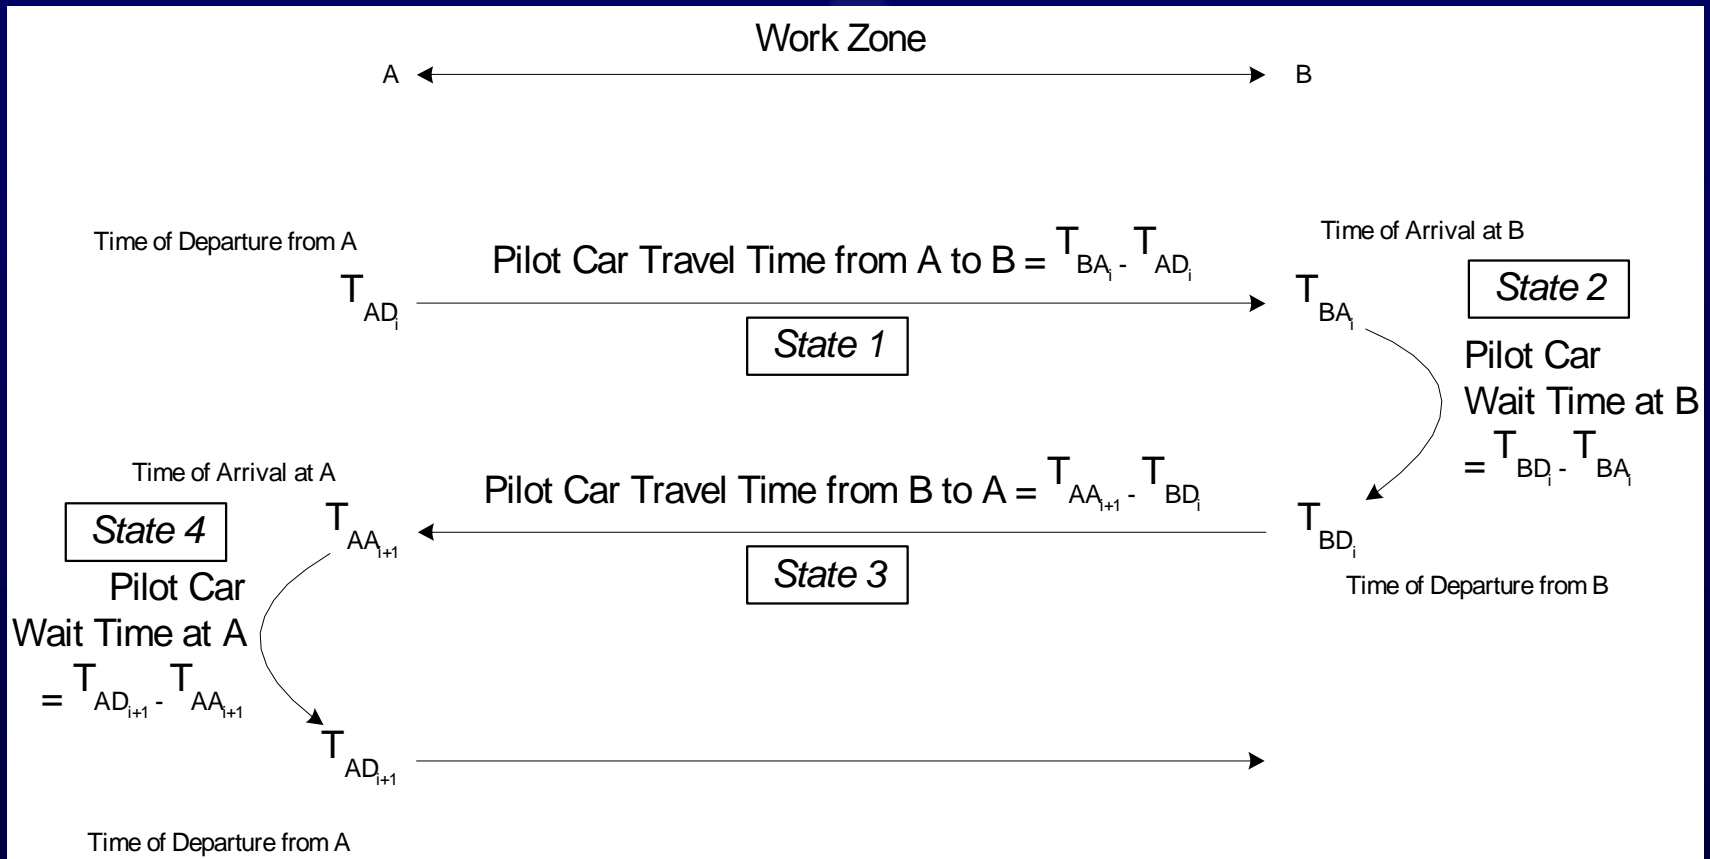 Work Zone
A
B
Time of Departure from A
Time of Arrival at B
Pilot Car Travel Time from A to B = T_BA_i - T_AD_i
T_AD_i
T_BA_i
State 2
State 1
Pilot Car
Wait Time at B
= T_BD_i - T_BA_i
Time of Arrival at A
Pilot Car Travel Time from B to A = T_AA_i+1 - T_BD_i
State 4
T_AA_i+1
T_BD_i
State 3
Time of Departure from B
Pilot Car
Wait Time at A
= T_AD_i+1 - T_AA_i+1
T_AD_i+1
Time of Departure from A